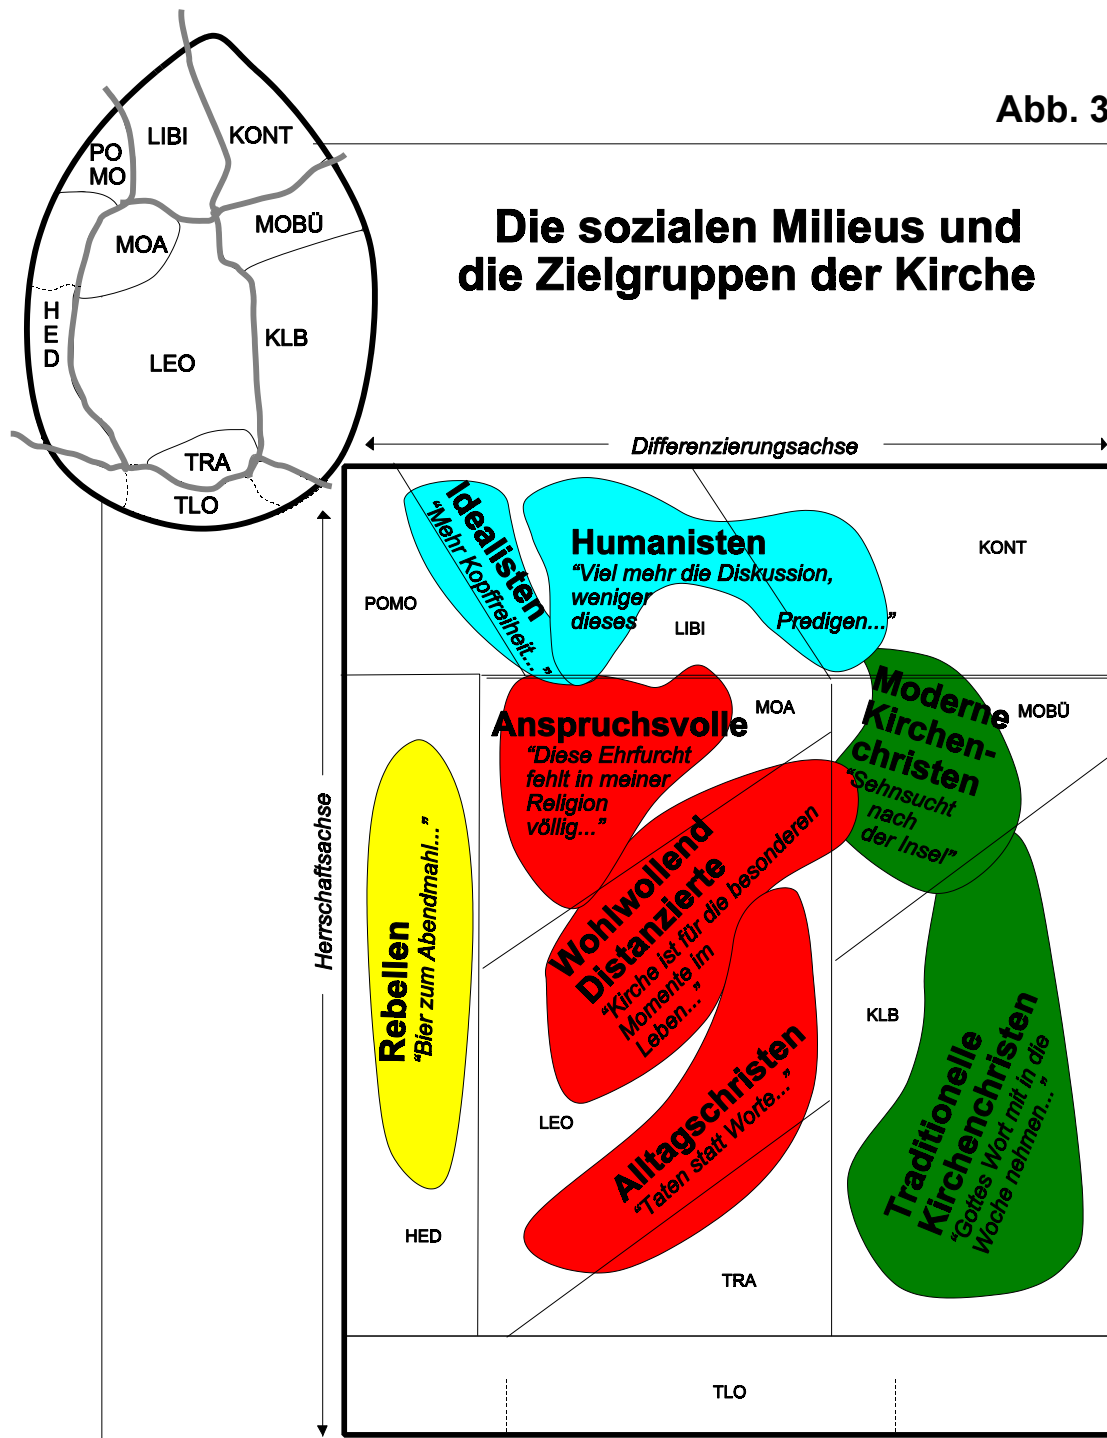 Abb. 3
LIBI
KONT
PO
MO
MOBÜ
MOA
H
E
D
KLB
LEO
TRA
TLO
Die sozialen Milieus und
die Zielgruppen der Kirche
Differenzierungsachse
Herrschaftsachse
Idealisten
“Mehr Kopffreiheit... ”
Humanisten
“Viel mehr die Diskussion,
weniger
dieses Predigen...”
KONT
POMO
LIBI
Moderne
Kirchen-
christen
“Sehnsucht
nach
der Insel”
MOBÜ
MOA
Anspruchsvolle
“Diese Ehrfurcht
fehlt in meiner
Religion
völlig...”
Rebellen
“Bier zum Abendmahl... ”
Wohlwollend
Distanzierte
“Kirche ist für die besonderen
Momente im
Leben...”
KLB
Traditionelle
Kirchenchristen
“Gottes Wort mit in die
Woche nehmen...”
LEO
Alltagschristen
“Taten statt Worte...”
HED
TRA
TLO